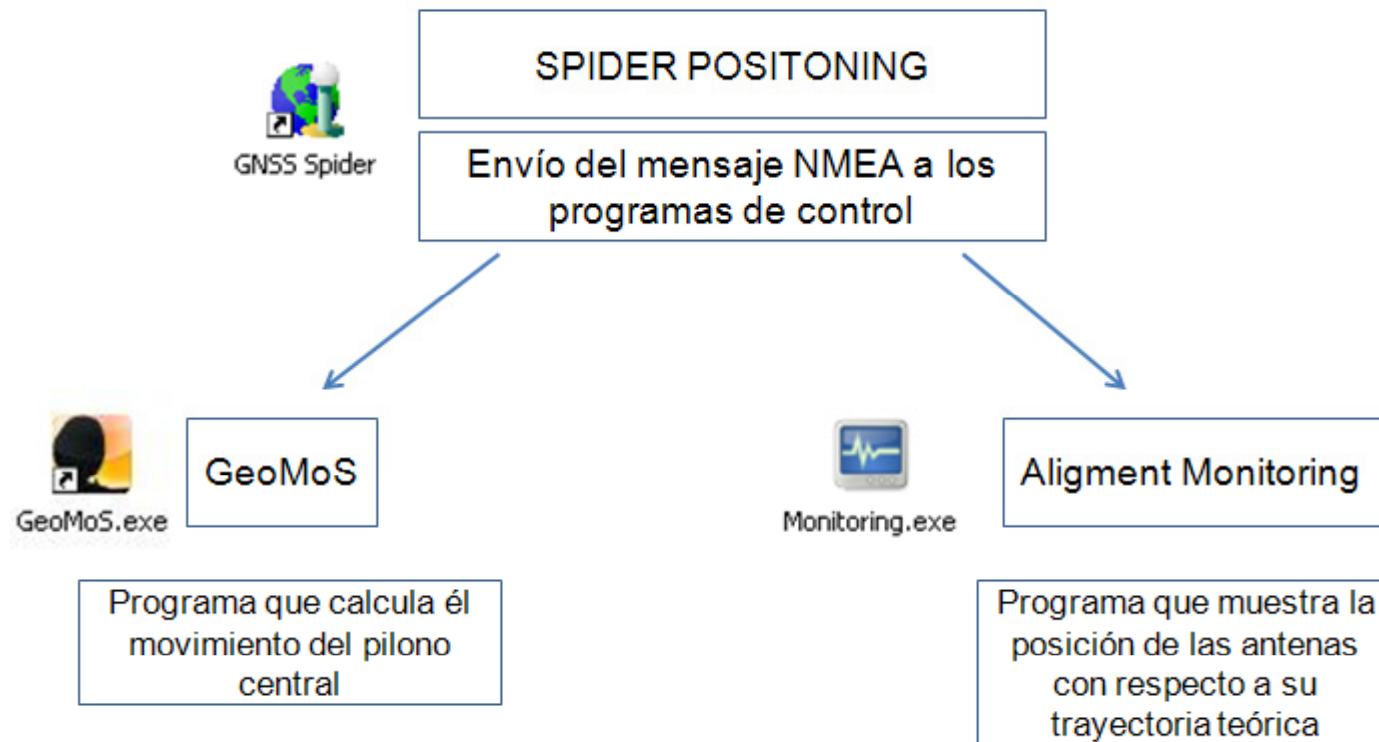 SPIDER POSITONING
GNSS Spider
Envío del mensaje NMEA a los
programas de control
GeoMoS
GeoMoS.exe
Aligment Monitoring
Monitoring.exe
Programa que calcula él
movimiento del pilono
central
Programa que muestra la
posición de las antenas
con respecto a su
trayectoria teórica